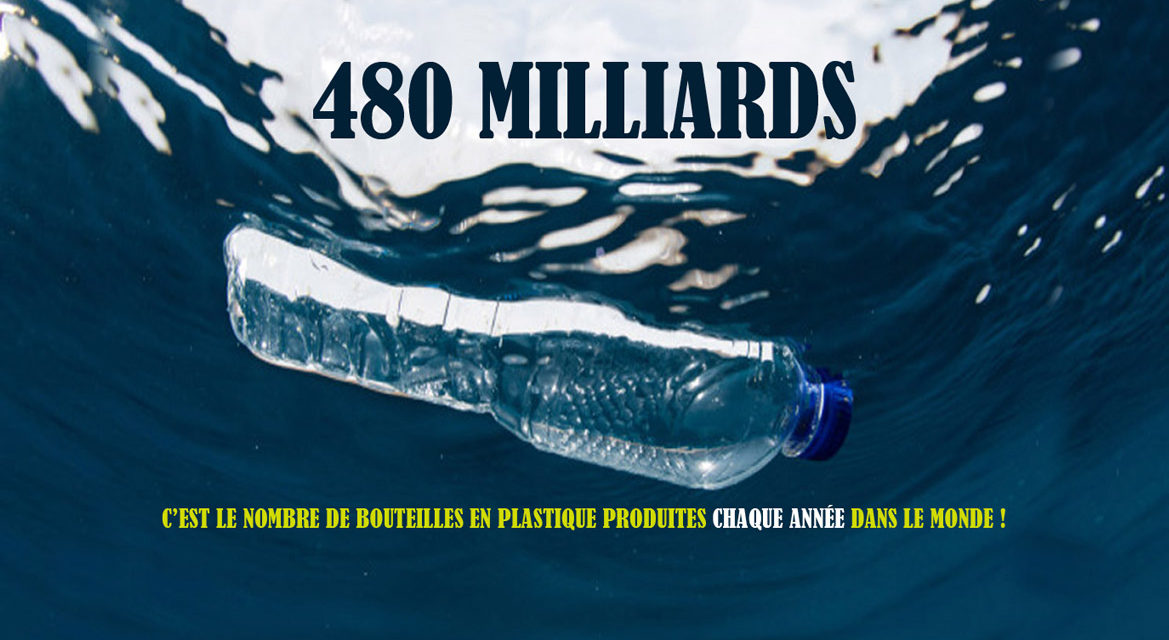 480 MILLIARDS
C’EST LE NOMBRE DE BOUTEILLES EN PLASTIQUE PRODUITES CHAQUE ANNÉE DANS LE MONDE !